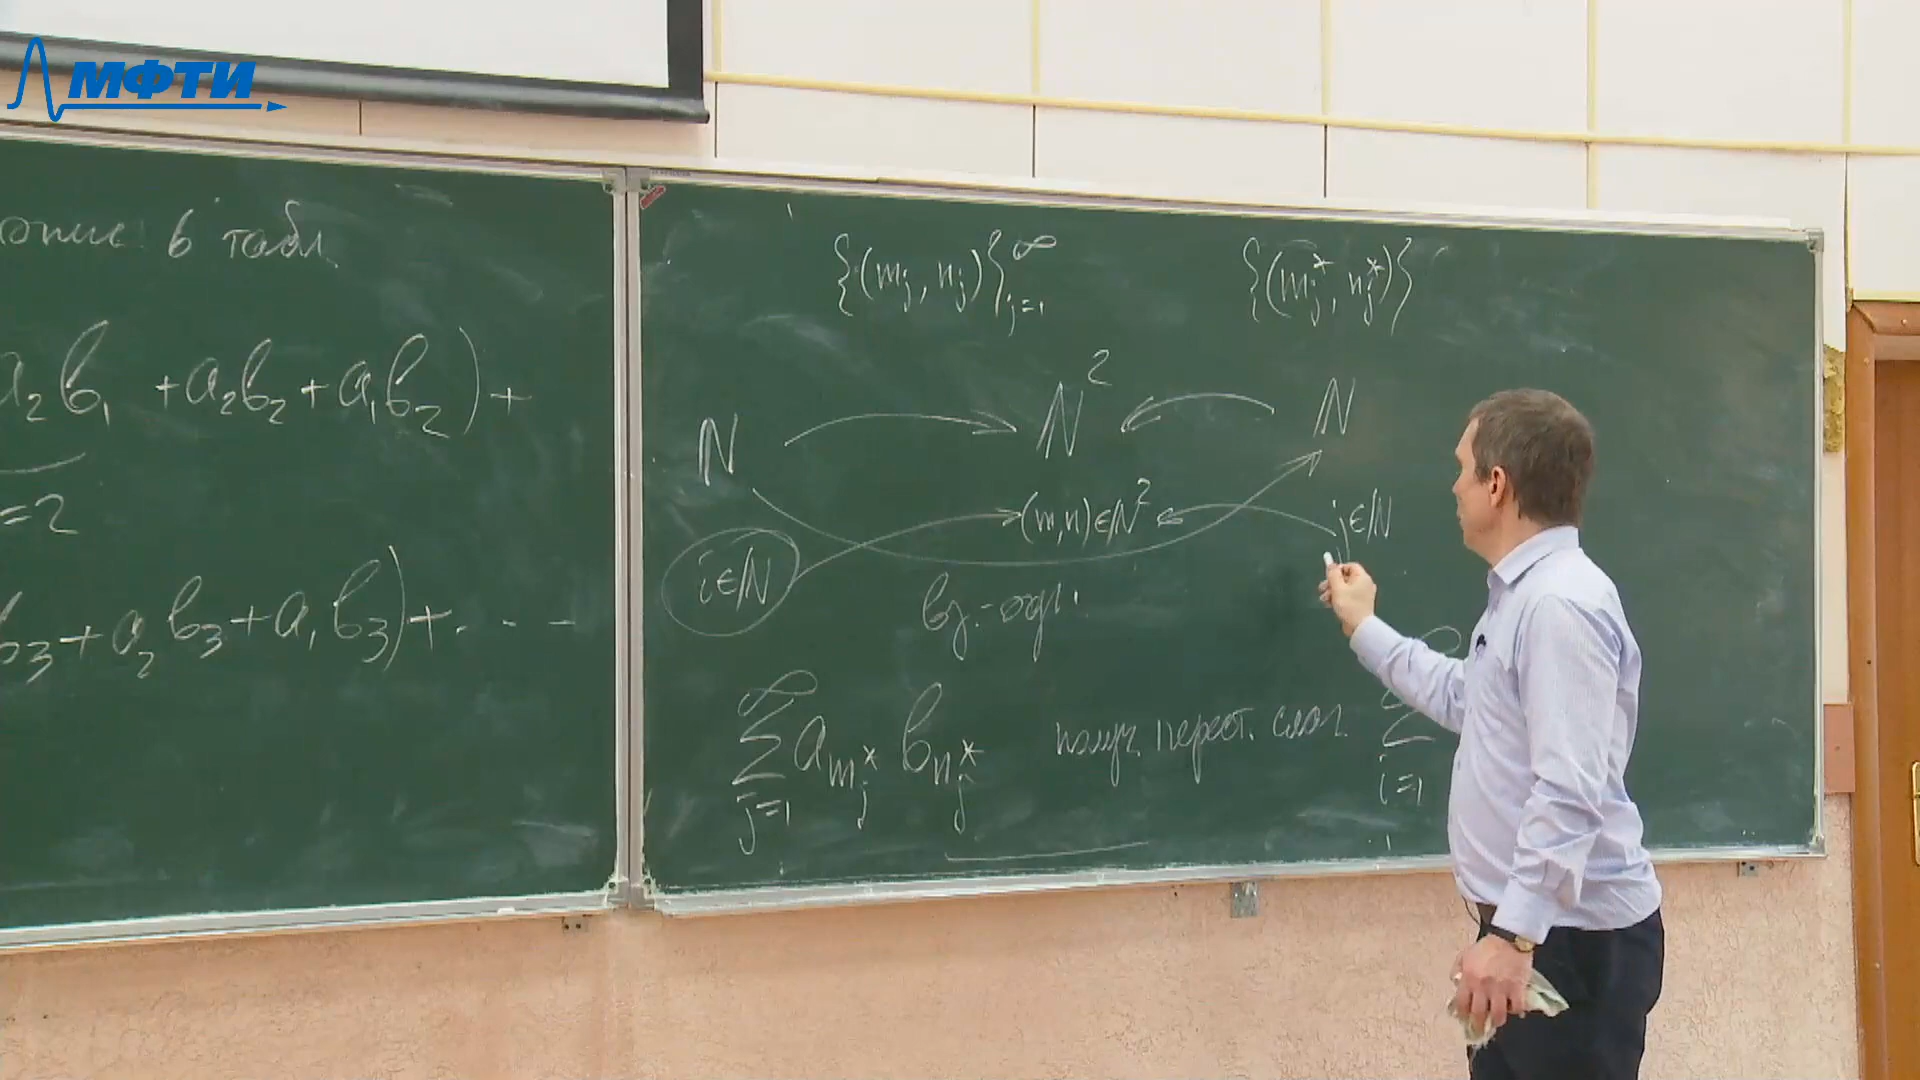 МФТИ
6 табл.
a₂b₁ + a₂b₂ + a₁b₂) +
=2
b₃ + a₂b₃ + a₁b₃) + ...
{(mⱼ, nⱼ)}_{j=1}^∞ {(mⱼ*, nⱼ*)}
ℕ ℕ² ℕ
i∈ℕ (m,n)∈ℕ² j∈ℕ
вз.-одн.
∑_{j=1}^∞ a_{mⱼ*} b_{nⱼ*} получ. перест. слаг. ∑_{i=1}^∞